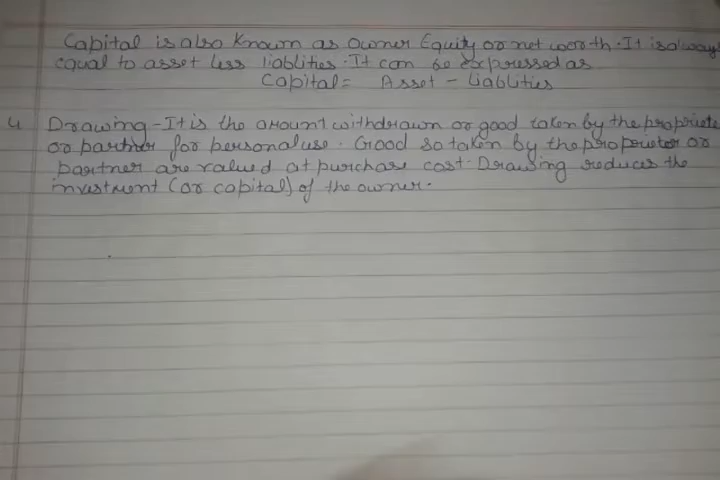 Capital is also Known as owner Equity or net worth. It is always
equal to asset less liablities. It can be expressed as
Capital = Asset - Liablities
4 Drawing - It is the amount withdrawn or good taken by the propriete
or partner for personal use. Good so taken by the proprietor or
partner are valued at purchase cost. Drawing reduces the
investment (or capital) of the owner.